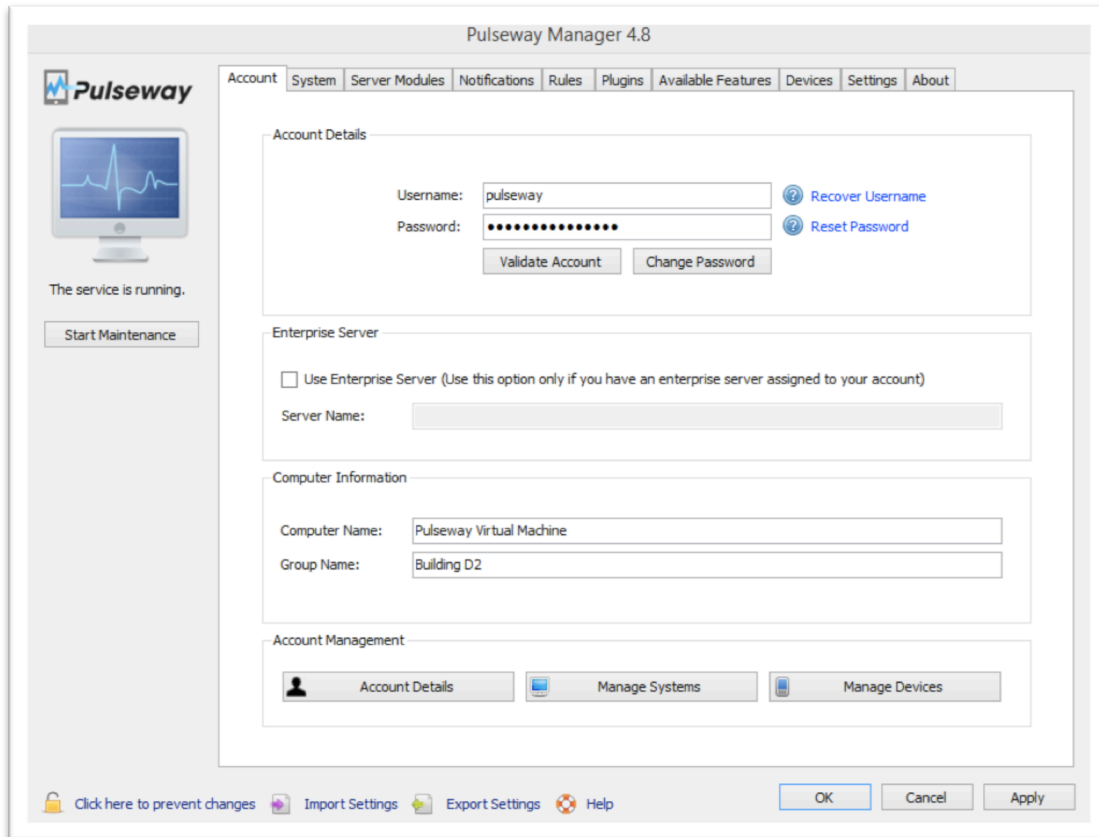 Pulseway Manager 4.8
Pulseway
Account System Server Modules Notifications Rules Plugins Available Features Devices Settings About
The service is running.
Start Maintenance
Account Details
Username: pulseway Recover Username
Password: ●●●●●●●●●●●●●●● Reset Password
Validate Account Change Password
Enterprise Server
Use Enterprise Server (Use this option only if you have an enterprise server assigned to your account)
Server Name:
Computer Information
Computer Name: Pulseway Virtual Machine
Group Name: Building D2
Account Management
Account Details Manage Systems Manage Devices
Click here to prevent changes Import Settings Export Settings Help OK Cancel Apply